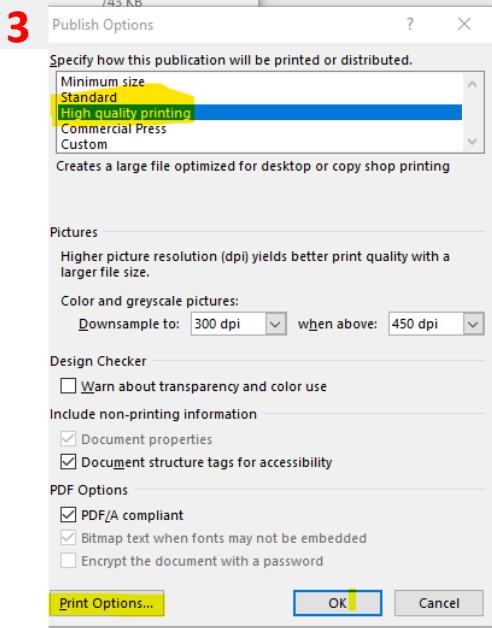 743 KB
3
Publish Options
Specify how this publication will be printed or distributed.
Minimum size
Standard
High quality printing
Commercial Press
Custom
Creates a large file optimized for desktop or copy shop printing
Pictures
Higher picture resolution (dpi) yields better print quality with a
larger file size.
Color and greyscale pictures:
Downsample to: 300 dpi when above: 450 dpi
Design Checker
Warn about transparency and color use
Include non-printing information
Document properties
Document structure tags for accessibility
PDF Options
PDF/A compliant
Bitmap text when fonts may not be embedded
Encrypt the document with a password
Print Options... OK Cancel